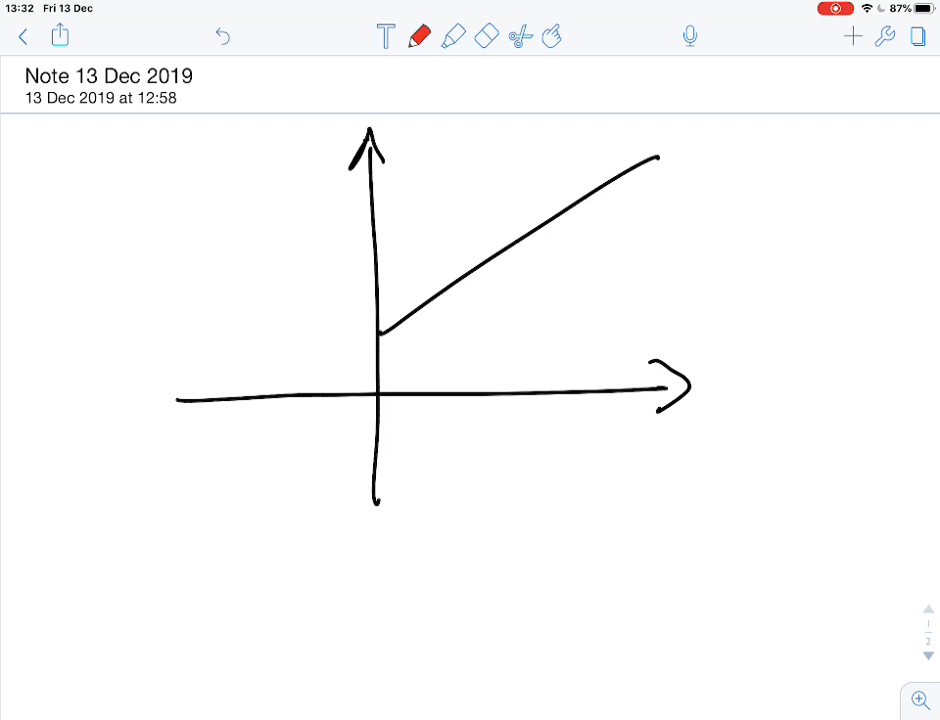 13:32 Fri 13 Dec 87%
T
Note 13 Dec 2019
13 Dec 2019 at 12:58
1
2